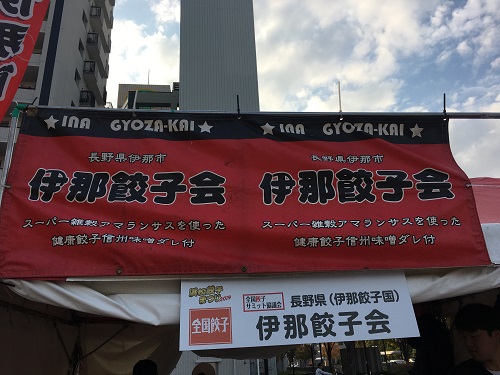 ★ INA GYOZA-KAI ★
長野県伊那市
伊那餃子会
スーパー雑穀アマランサスを使った
健康餃子信州味噌ダレ付
★ INA GYOZA-KAI ★
長野県伊那市
伊那餃子会
スーパー雑穀アマランサスを使った
健康餃子信州味噌ダレ付
全国餃子
全国餃子
サミット協議会
長野県（伊那餃子国）
伊那餃子会